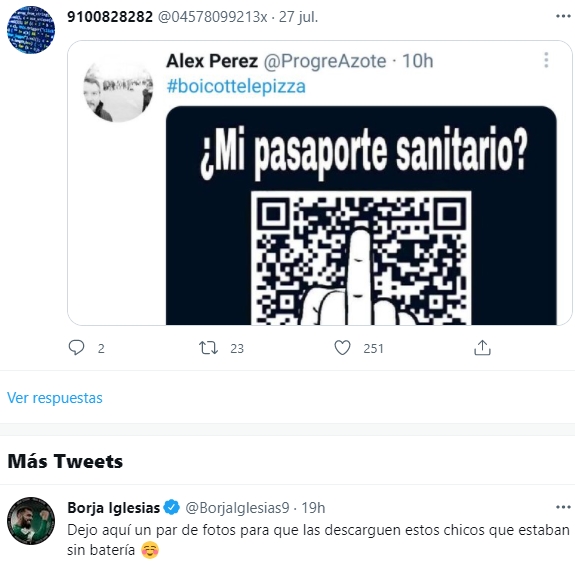 9100828282 @04578099213x · 27 jul.
Alex Perez @ProgreAzote · 10h
#boicottelepizza
¿Mi pasaporte sanitario?
2 23 251
Ver respuestas
Más Tweets
Borja Iglesias @BorjaIglesias9 · 19h
Dejo aquí un par de fotos para que las descarguen estos chicos que estaban
sin batería ☺️